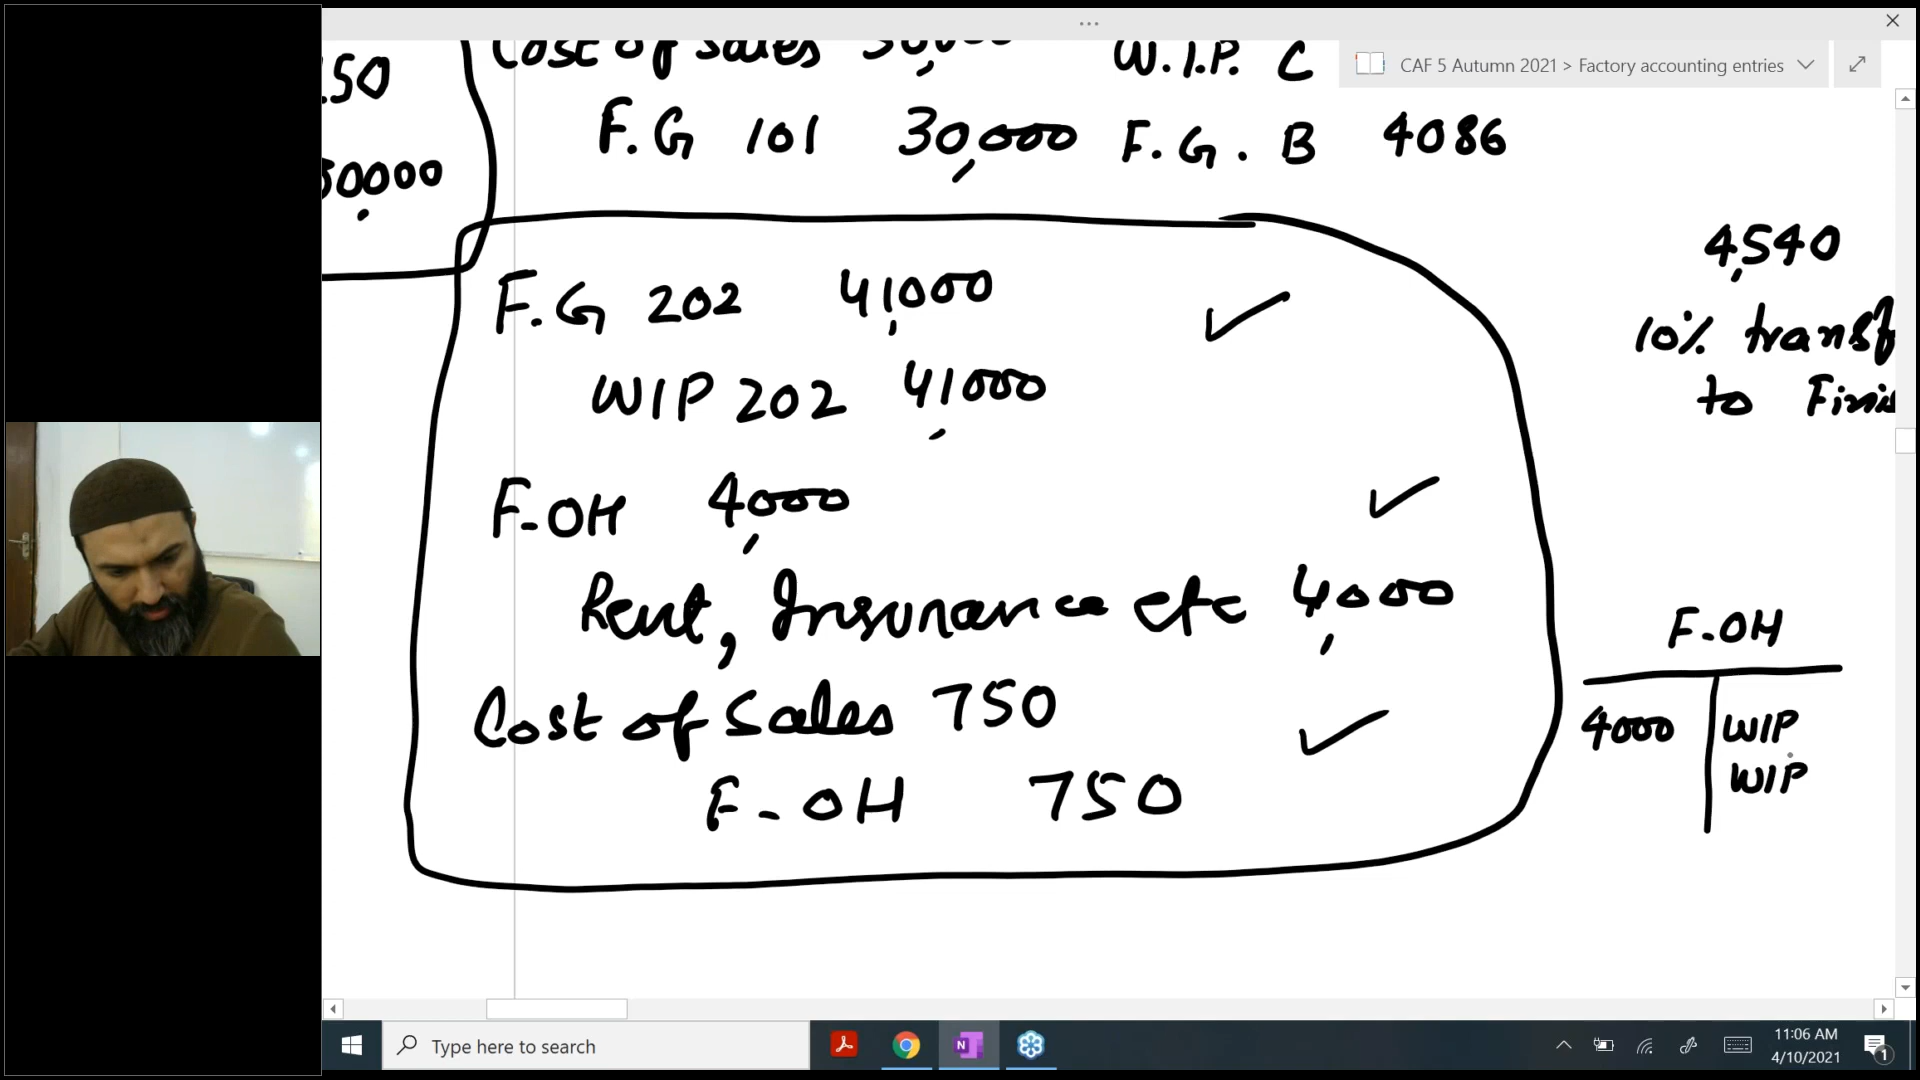 CAF 5 Autumn 2021 > Factory accounting entries
.50
Cost of sales 30,000
W.I.P. C
F.G 101 30,000
F.G. B 4086
30,000
F.G 202 41,000
WIP 202 41,000
F-OH 4,000
Rent, Insurance etc 4,000
Cost of Sales 750
F-OH 750
4,540
10% transf
to Finis
F-OH
4000 WIP
WIP
Type here to search
11:06 AM
4/10/2021
1